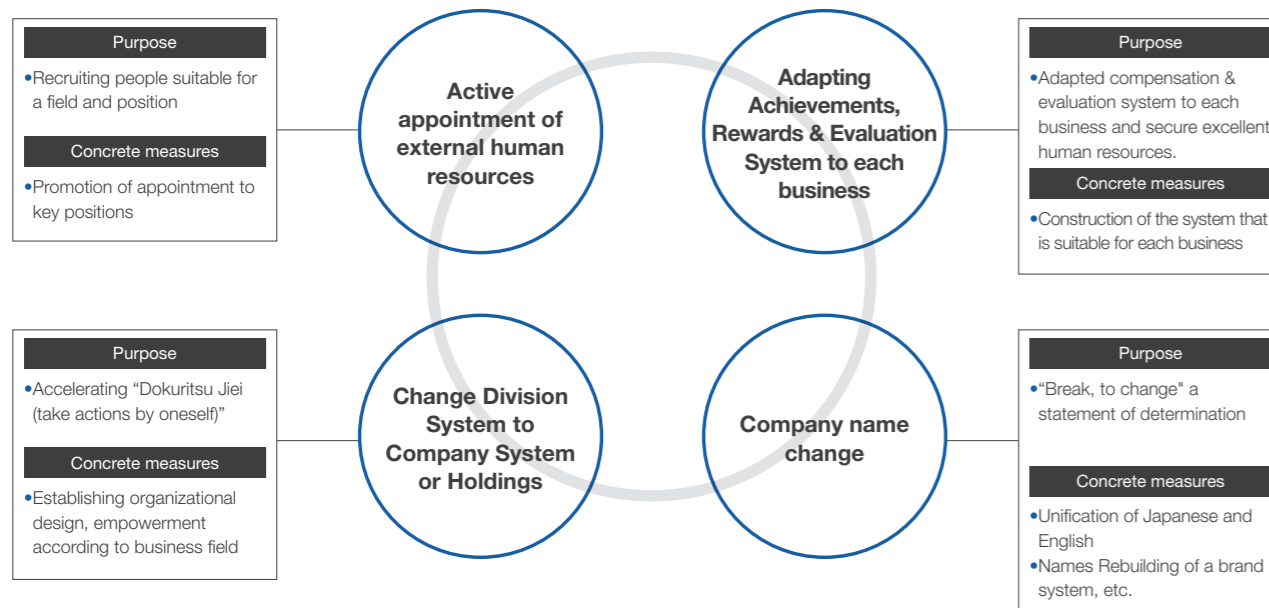 Purpose
•Recruiting people suitable for
a field and position
Concrete measures
•Promotion of appointment to
key positions
Active
appointment of
external human
resources
Adapting
Achievements,
Rewards & Evaluation
System to each
business
Purpose
•Adapted compensation &
evaluation system to each
business and secure excellent
human resources.
Concrete measures
•Construction of the system that
is suitable for each business
Purpose
•Accelerating “Dokuritsu Jiei
(take actions by oneself)”
Concrete measures
•Establishing organizational
design, empowerment
according to business field
Change Division
System to
Company System
or Holdings
Company name
change
Purpose
•“Break, to change" a
statement of determination
Concrete measures
•Unification of Japanese and
English
•Names Rebuilding of a brand
system, etc.